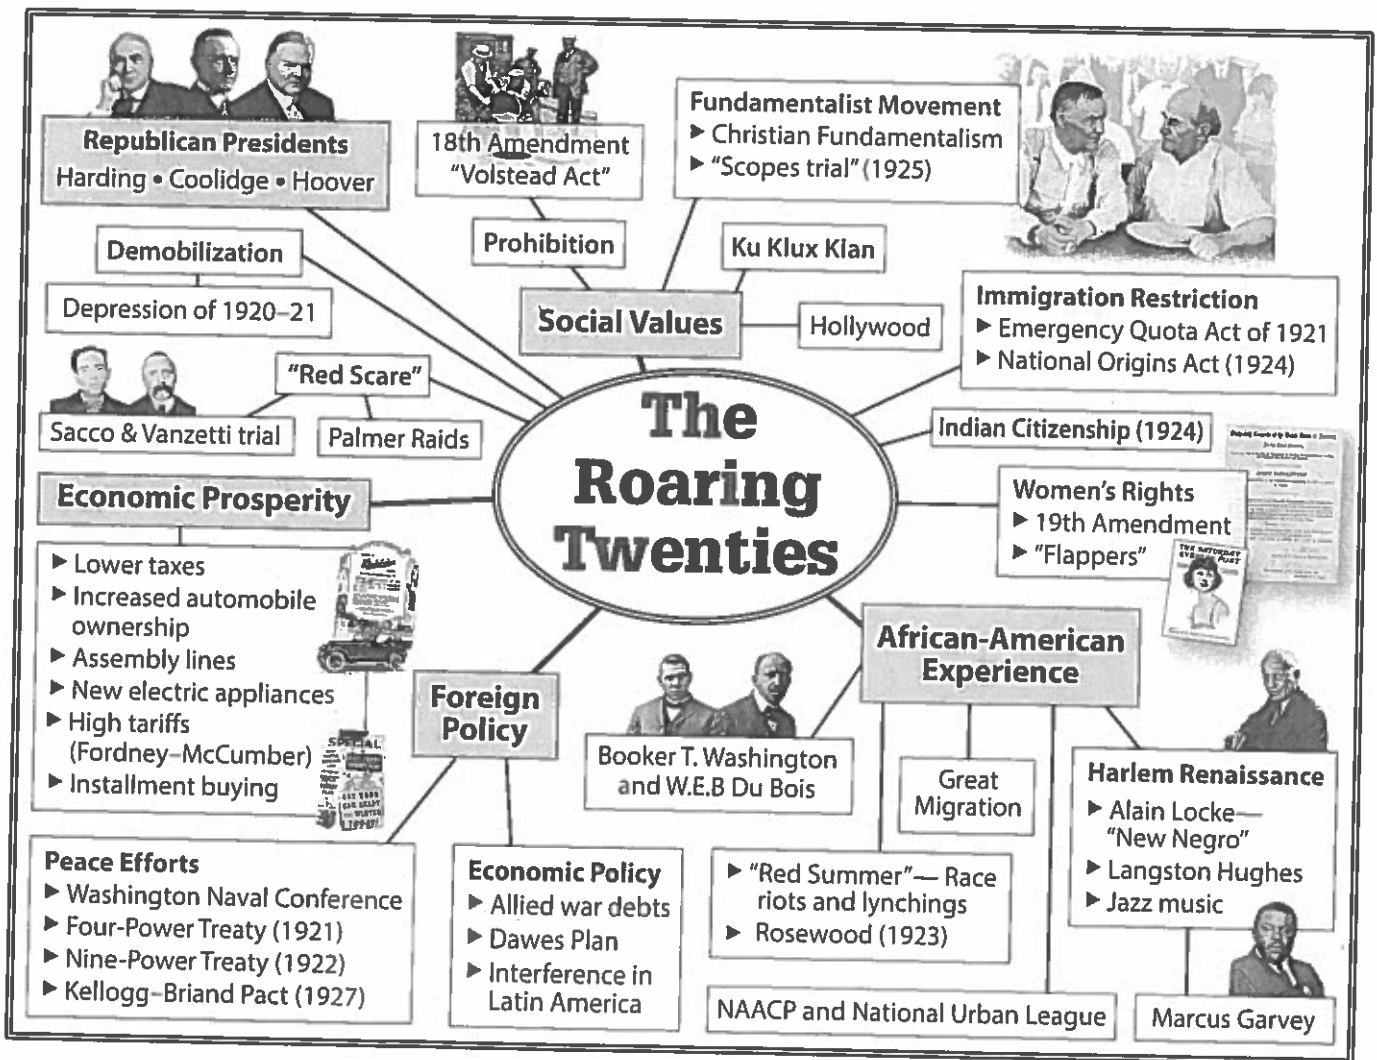 Republican Presidents
Harding • Coolidge • Hoover
18th Amendment
"Volstead Act"
Prohibition
Fundamentalist Movement
▶ Christian Fundamentalism
▶ "Scopes trial" (1925)
Ku Klux Klan
Social Values
Hollywood
Demobilization
Depression of 1920–21
"Red Scare"
Sacco & Vanzetti trial
Palmer Raids
Immigration Restriction
▶ Emergency Quota Act of 1921
▶ National Origins Act (1924)
Indian Citizenship (1924)
The
Roaring
Twenties
Women's Rights
▶ 19th Amendment
▶ "Flappers"
THE SATURDAY
EVENING POST
Economic Prosperity
▶ Lower taxes
▶ Increased automobile
ownership
▶ Assembly lines
▶ New electric appliances
▶ High tariffs
(Fordney–McCumber)
▶ Installment buying
SPECIAL
Foreign
Policy
Peace Efforts
▶ Washington Naval Conference
▶ Four-Power Treaty (1921)
▶ Nine-Power Treaty (1922)
▶ Kellogg–Briand Pact (1927)
Economic Policy
▶ Allied war debts
▶ Dawes Plan
▶ Interference in
Latin America
African-American
Experience
Booker T. Washington
and W.E.B Du Bois
Great
Migration
▶ "Red Summer"— Race
riots and lynchings
▶ Rosewood (1923)
NAACP and National Urban League
Harlem Renaissance
▶ Alain Locke—
"New Negro"
▶ Langston Hughes
▶ Jazz music
Marcus Garvey